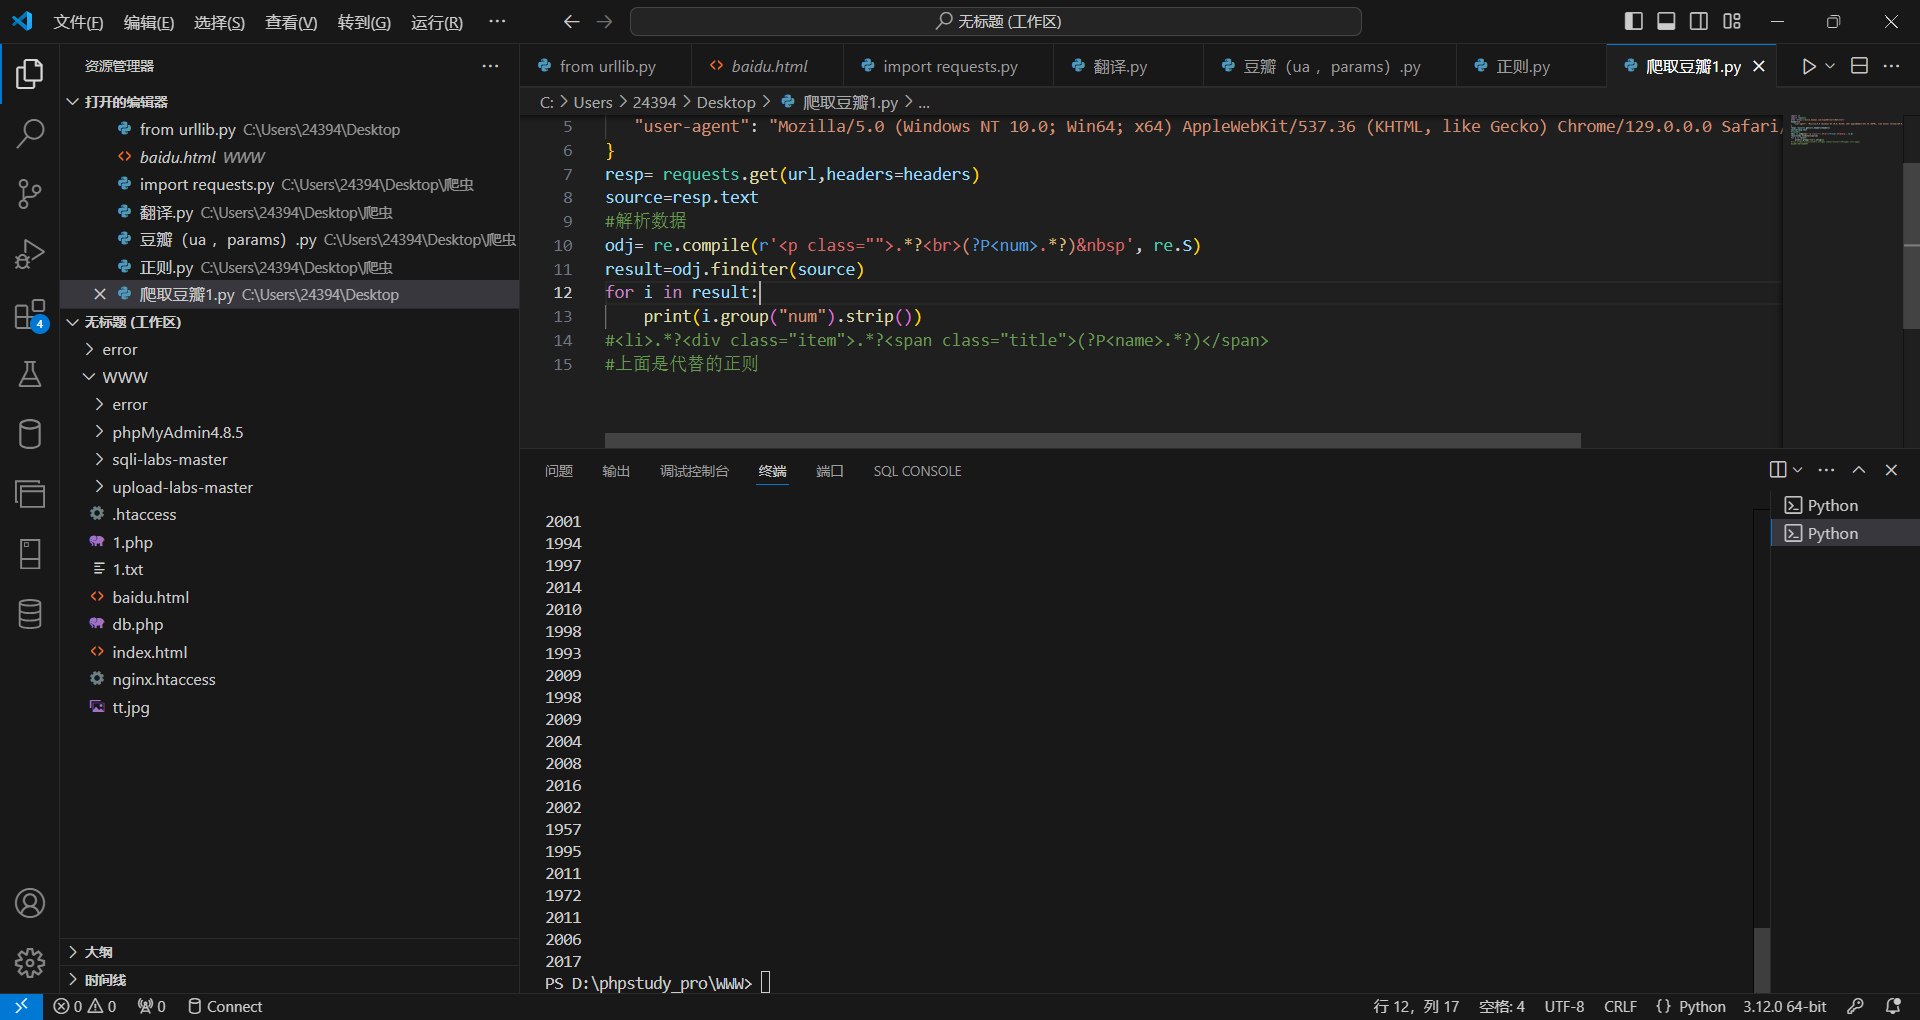 文件(F) 编辑(E) 选择(S) 查看(V) 转到(G) 运行(R) ··· 无标题 (工作区)
资源管理器
打开的编辑器
from urllib.py C:\Users\24394\Desktop
baidu.html WWW
import requests.py C:\Users\24394\Desktop\爬虫
翻译.py C:\Users\24394\Desktop\爬虫
豆瓣（ua，params）.py C:\Users\24394\Desktop\爬虫
正则.py C:\Users\24394\Desktop\爬虫
爬取豆瓣1.py C:\Users\24394\Desktop
无标题 (工作区)
error
WWW
error
phpMyAdmin4.8.5
sqli-labs-master
upload-labs-master
.htaccess
1.php
1.txt
baidu.html
db.php
index.html
nginx.htaccess
tt.jpg
大纲
时间线
4
from urllib.py baidu.html import requests.py 翻译.py 豆瓣（ua，params）.py 正则.py 爬取豆瓣1.py
C: > Users > 24394 > Desktop > 爬取豆瓣1.py > ...
5 "user-agent": "Mozilla/5.0 (Windows NT 10.0; Win64; x64) AppleWebKit/537.36 (KHTML, like Gecko) Chrome/129.0.0.0 Safari/
6 }
7 resp= requests.get(url,headers=headers)
8 source=resp.text
9 #解析数据
10 odj= re.compile(r'<p class="">.*?<br>(?P<num>.*?)&nbsp', re.S)
11 result=odj.finditer(source)
12 for i in result:
13 print(i.group("num").strip())
14 #<li>.*?<div class="item">.*?<span class="title">(?P<name>.*?)</span>
15 #上面是代替的正则
问题 输出 调试控制台 终端 端口 SQL CONSOLE
Python
Python
2001
1994
1997
2014
2010
1998
1993
2009
1998
2009
2004
2008
2016
2002
1957
1995
2011
1972
2011
2006
2017
PS D:\phpstudy_pro\WWW>
0 0 0 Connect 行 12，列 17 空格: 4 UTF-8 CRLF {} Python 3.12.0 64-bit